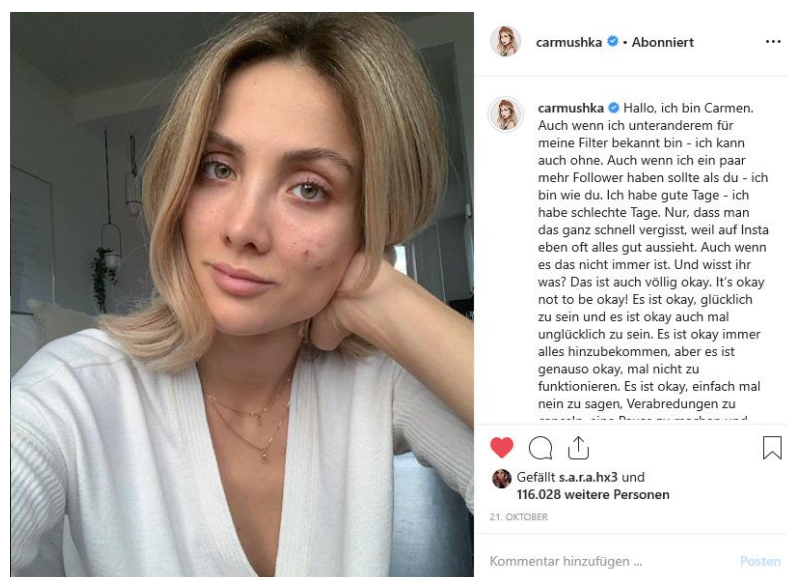 carmushka • Abonniert
carmushka Hallo, ich bin Carmen.
Auch wenn ich unteranderem für
meine Filter bekannt bin - ich kann
auch ohne. Auch wenn ich ein paar
mehr Follower haben sollte als du - ich
bin wie du. Ich habe gute Tage - ich
habe schlechte Tage. Nur, dass man
das ganz schnell vergisst, weil auf Insta
eben oft alles gut aussieht. Auch wenn
es das nicht immer ist. Und wisst ihr
was? Das ist auch völlig okay. It's okay
not to be okay! Es ist okay, glücklich
zu sein und es ist okay auch mal
unglücklich zu sein. Es ist okay immer
alles hinzubekommen, aber es ist
genauso okay, mal nicht zu
funktionieren. Es ist okay, einfach mal
nein zu sagen, Verabredungen zu
Gefällt s.a.r.a.hx3 und
116.028 weitere Personen
21. OKTOBER
Kommentar hinzufügen ...
Posten